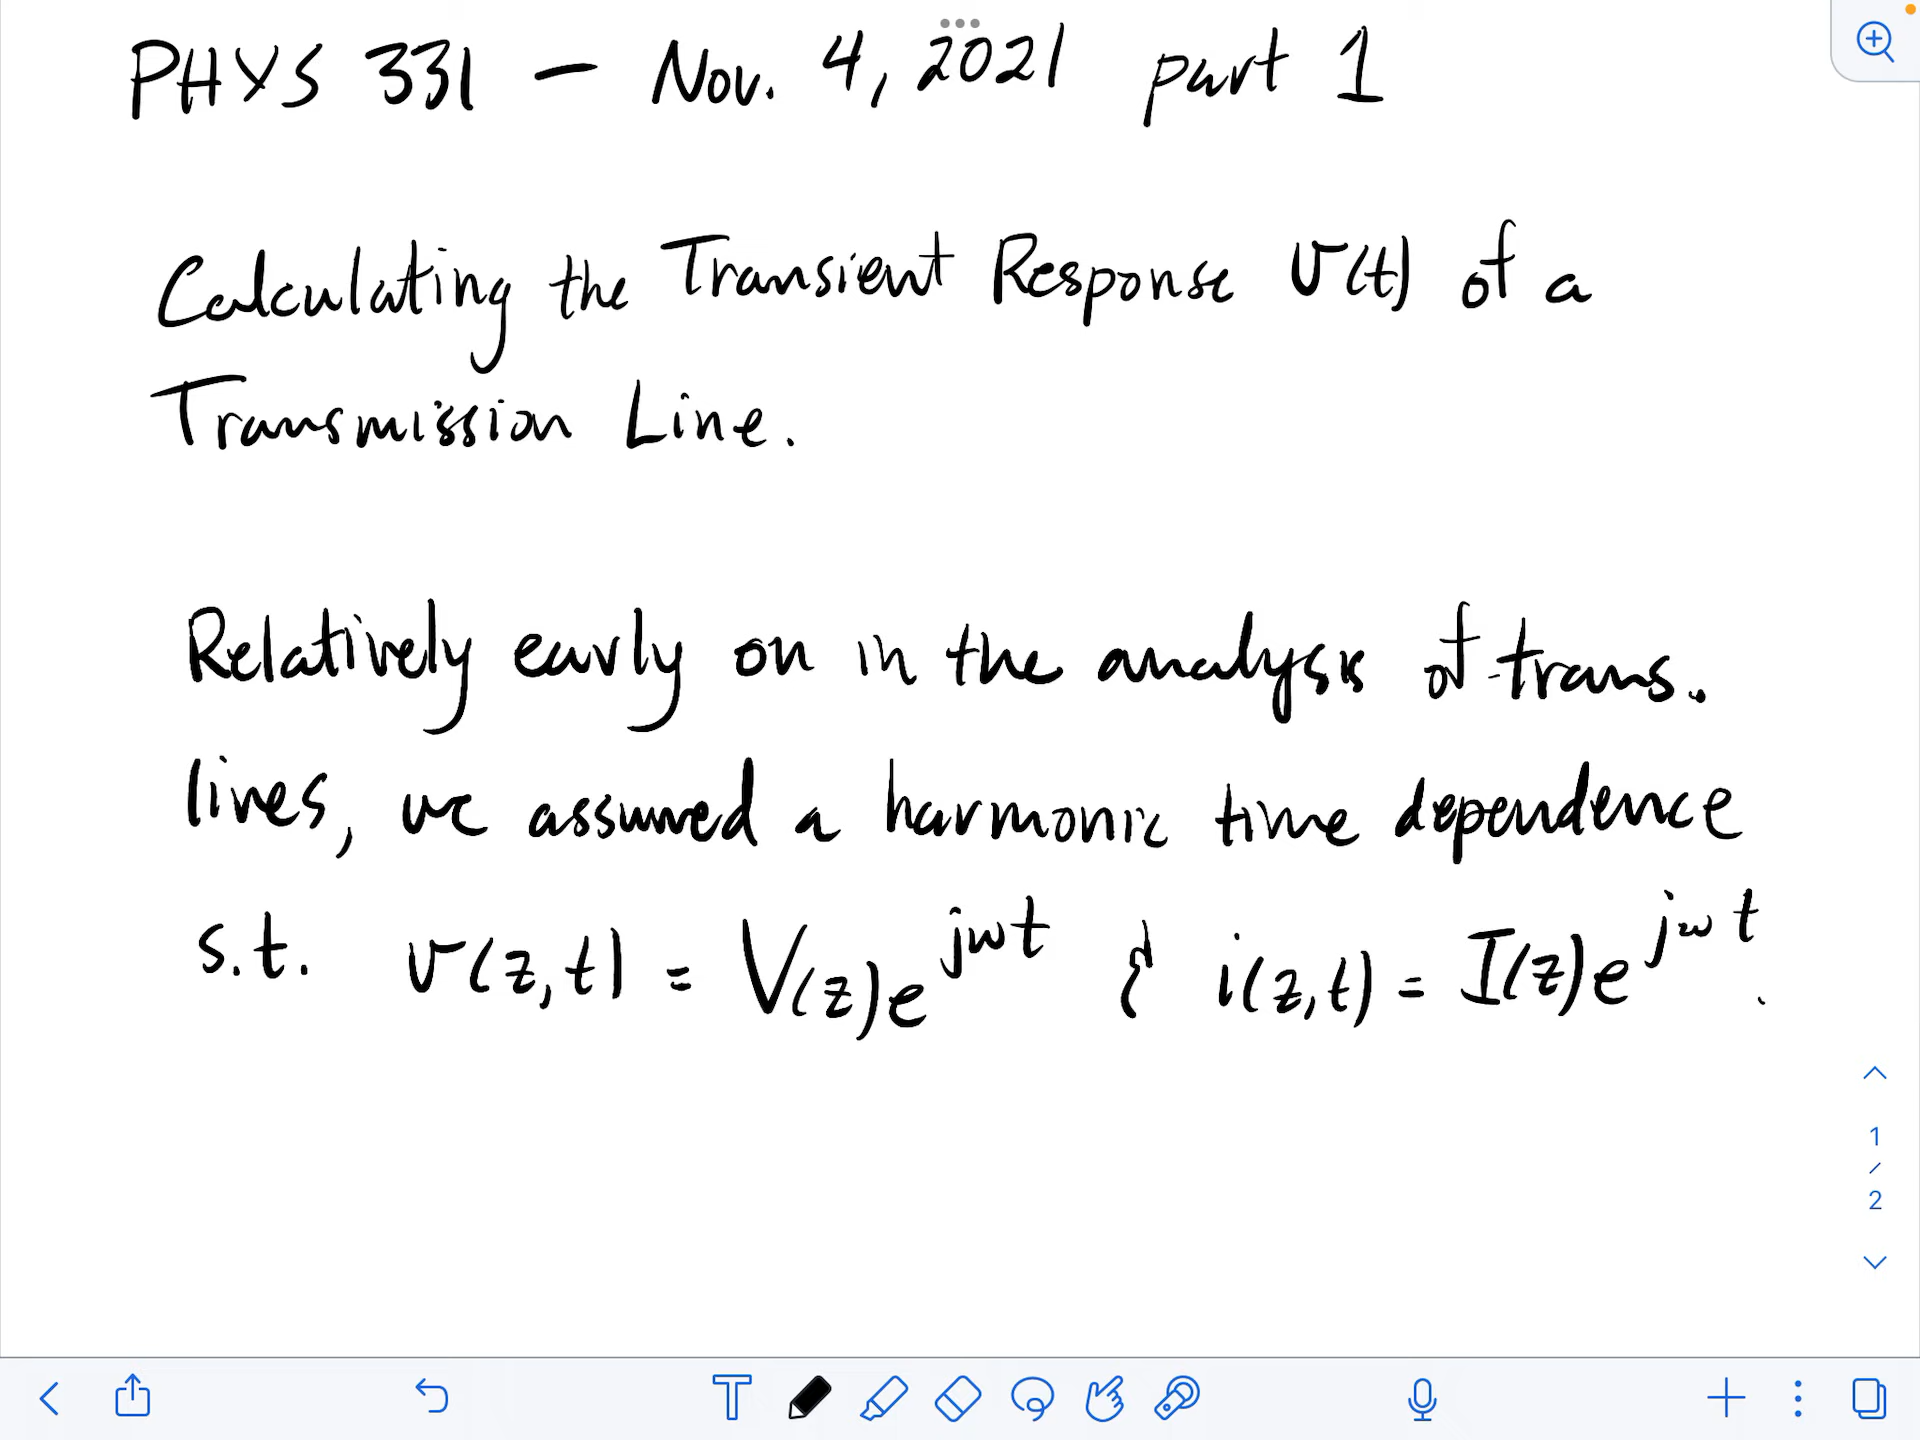 PHYS 331 — Nov. 4, 2021 part 1
Calculating the Transient Response v(t) of a
Transmission Line.
Relatively early on in the analysis of trans.
lines, we assumed a harmonic time dependence
s.t. v(z,t) = V(z)e^{jωt} & i(z,t) = I(z)e^{jωt}.
1
/
2
T